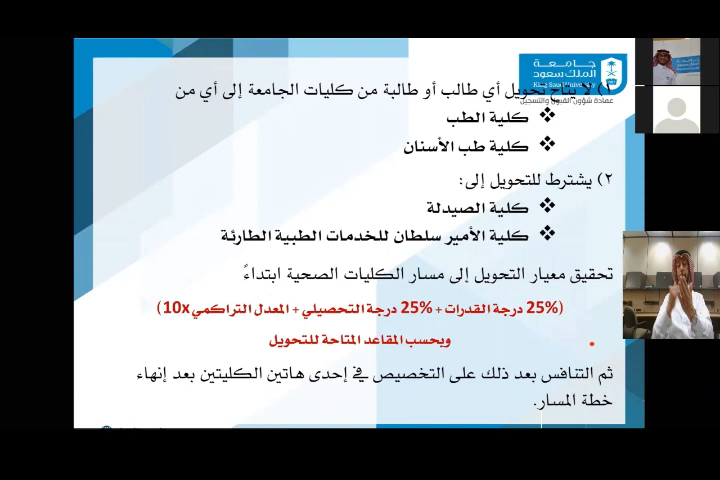 جامعة
الملك سعود
King Saud University
عمادة شؤون القبول والتسجيل
١) لا يتاح تحويل أي طالب أو طالبة من كليات الجامعة إلى أي من
❖ كلية الطب
❖ كلية طب الأسنان
٢) يشترط للتحويل إلى:
❖ كلية الصيدلة
❖ كلية الأمير سلطان للخدمات الطبية الطارئة
تحقيق معيار التحويل إلى مسار الكليات الصحية ابتداءً
(25% درجة القدرات + 25% درجة التحصيلي + المعدل التراكمي 10x)
وبحسب المقاعد المتاحة للتحويل
ثم التنافس بعد ذلك على التخصيص في إحدى هاتين الكليتين بعد إنهاء
خطة المسار.